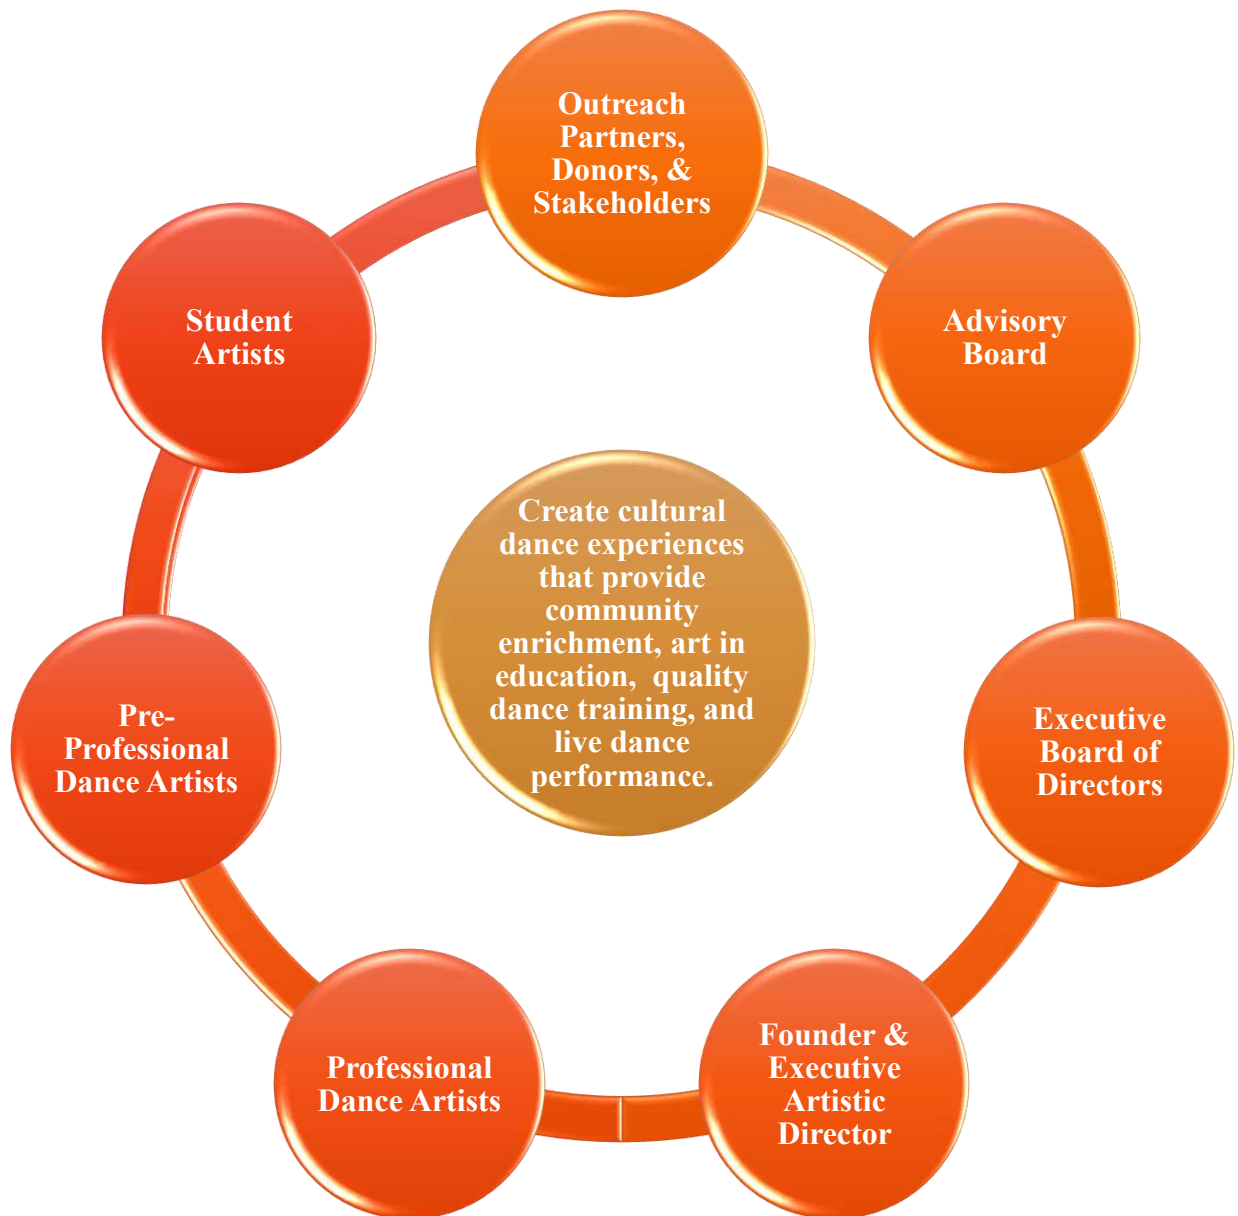 Outreach
Partners,
Donors, &
Stakeholders
Student
Artists
Advisory
Board
Create cultural
dance experiences
that provide
community
enrichment, art in
education,  quality
dance training, and
live dance
performance.
Pre-
Professional
Dance Artists
Executive
Board of
Directors
Professional
Dance Artists
Founder &
Executive
Artistic
Director